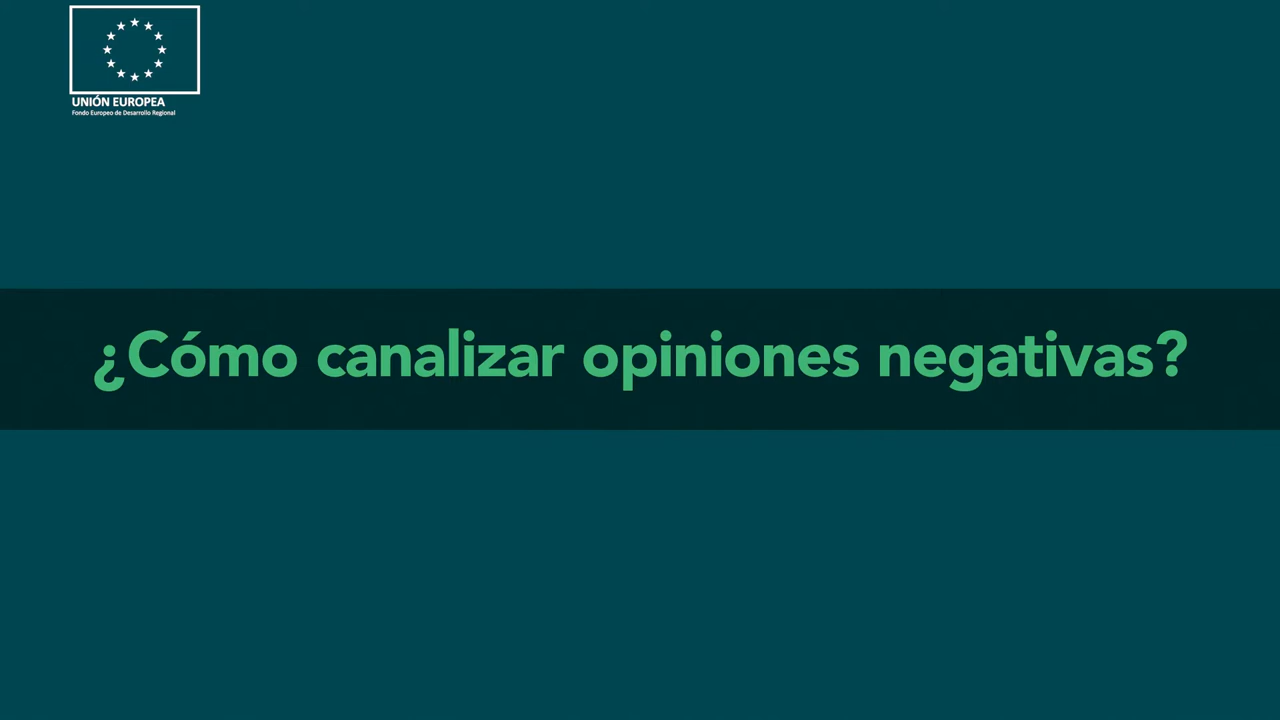 UNIÓN EUROPEA
Fondo Europeo de Desarrollo Regional
¿Cómo canalizar opiniones negativas?